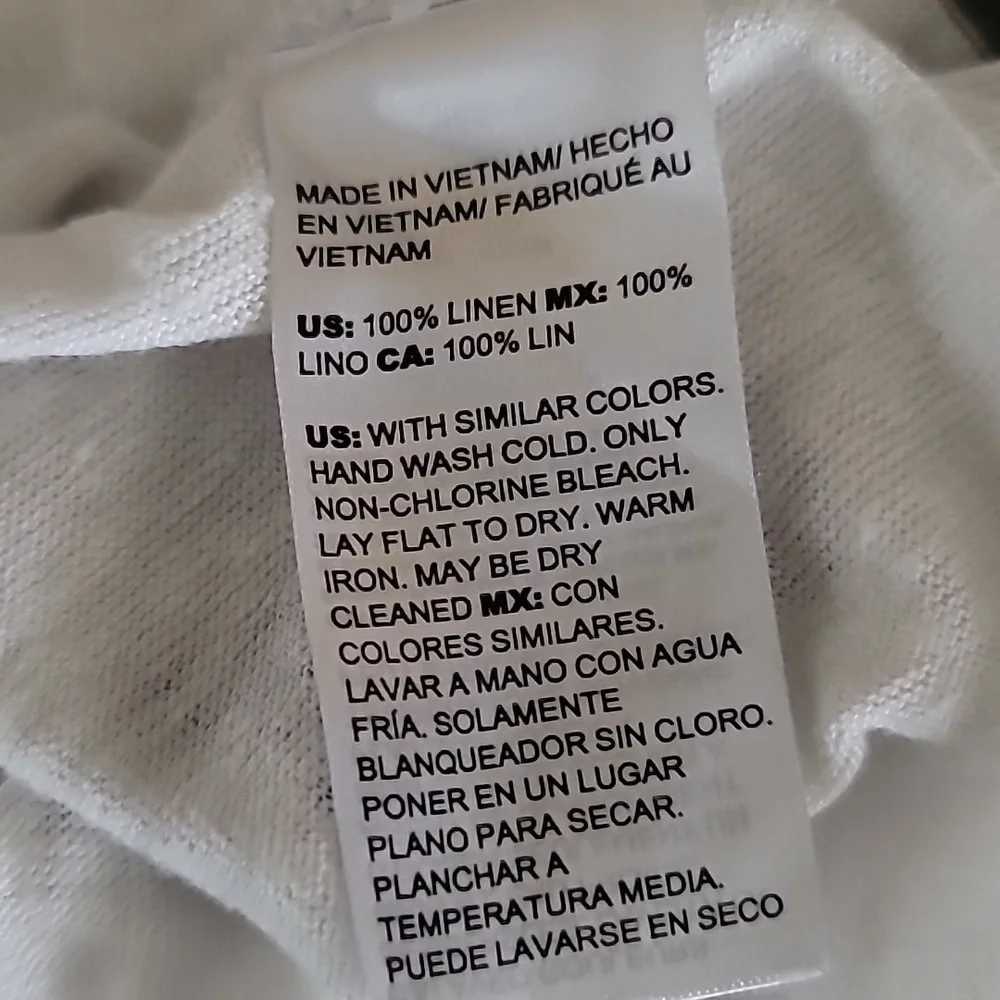 MADE IN VIETNAM/ HECHO
EN VIETNAM/ FABRIQUÉ AU
VIETNAM
US: 100% LINEN MX: 100%
LINO CA: 100% LIN
US: WITH SIMILAR COLORS.
HAND WASH COLD. ONLY
NON-CHLORINE BLEACH.
LAY FLAT TO DRY. WARM
IRON. MAY BE DRY
CLEANED MX: CON
COLORES SIMILARES.
LAVAR A MANO CON AGUA
FRÍA. SOLAMENTE
BLANQUEADOR SIN CLORO.
PONER EN UN LUGAR
PLANO PARA SECAR.
PLANCHAR A
TEMPERATURA MEDIA.
PUEDE LAVARSE EN SECO